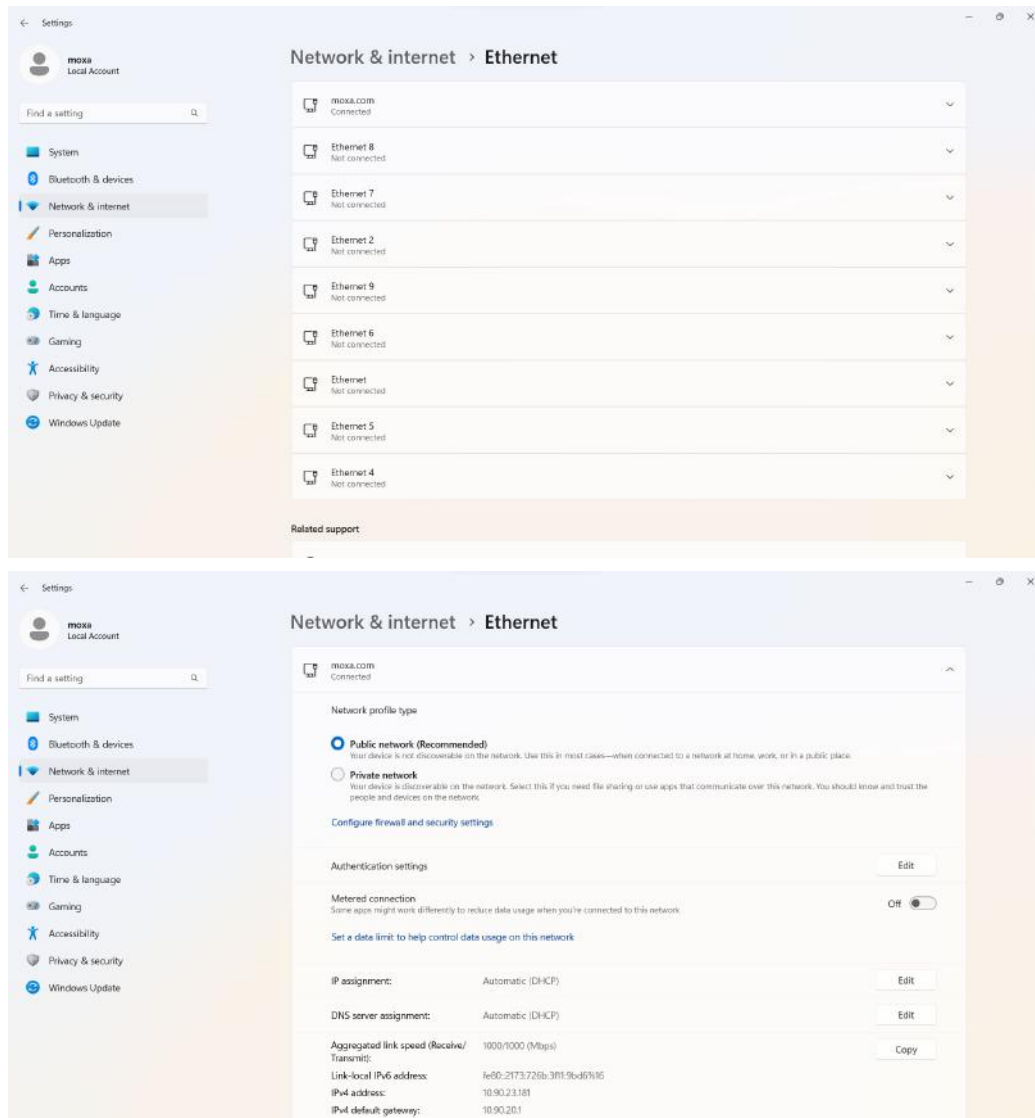 ← Settings
moxa
Local Account
Find a setting
System
Bluetooth & devices
Network & internet
Personalization
Apps
Accounts
Time & language
Gaming
Accessibility
Privacy & security
Windows Update
Network & internet > Ethernet
moxa.com
Connected
Ethernet 8
Not connected
Ethernet 7
Not connected
Ethernet 2
Not connected
Ethernet 9
Not connected
Ethernet 6
Not connected
Ethernet
Not connected
Ethernet 5
Not connected
Ethernet 4
Not connected
Related support
← Settings
moxa
Local Account
Find a setting
System
Bluetooth & devices
Network & internet
Personalization
Apps
Accounts
Time & language
Gaming
Accessibility
Privacy & security
Windows Update
Network & internet > Ethernet
moxa.com
Connected
Network profile type
Public network (Recommended)
Your device is not discoverable on the network. Use this in most cases—when connected to a network at home, work, or in a public place.
Private network
Your device is discoverable on the network. Select this if you need file sharing or use apps that communicate over this network. You should know and trust the
people and devices on the network.
Configure firewall and security settings
Authentication settings Edit
Metered connection
Some apps might work differently to reduce data usage when you're connected to this network
Off
Set a data limit to help control data usage on this network
IP assignment: Automatic (DHCP) Edit
DNS server assignment: Automatic (DHCP) Edit
Aggregated link speed (Receive/ 1000/1000 (Mbps) Copy
Transmit):
Link-local IPv6 address:
IPv4 address: 10.90.23.181
IPv4 default gateway: 10.90.20.1